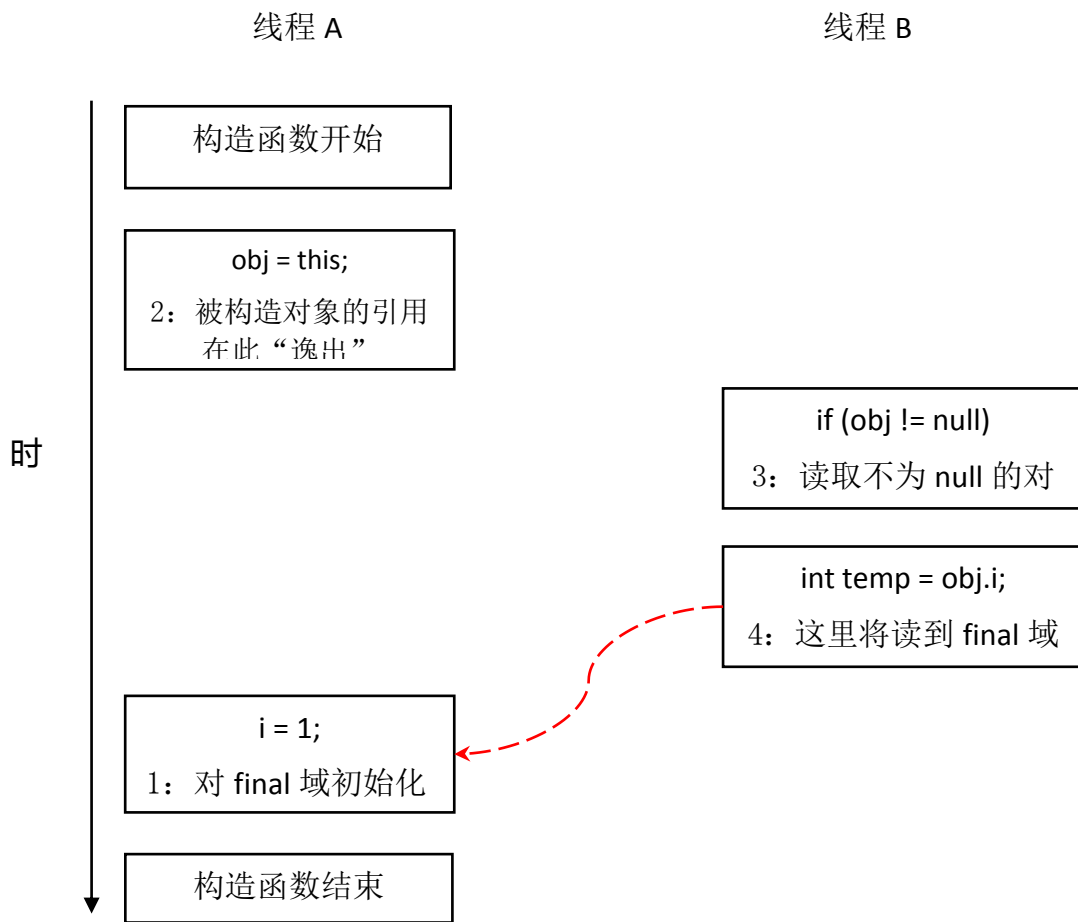 线程 A
线程 B
构造函数开始
obj = this;
2：被构造对象的引用
在此“逸出”
if (obj != null)
3：读取不为 null 的对
时
int temp = obj.i;
4：这里将读到 final 域
i = 1;
1：对 final 域初始化
构造函数结束